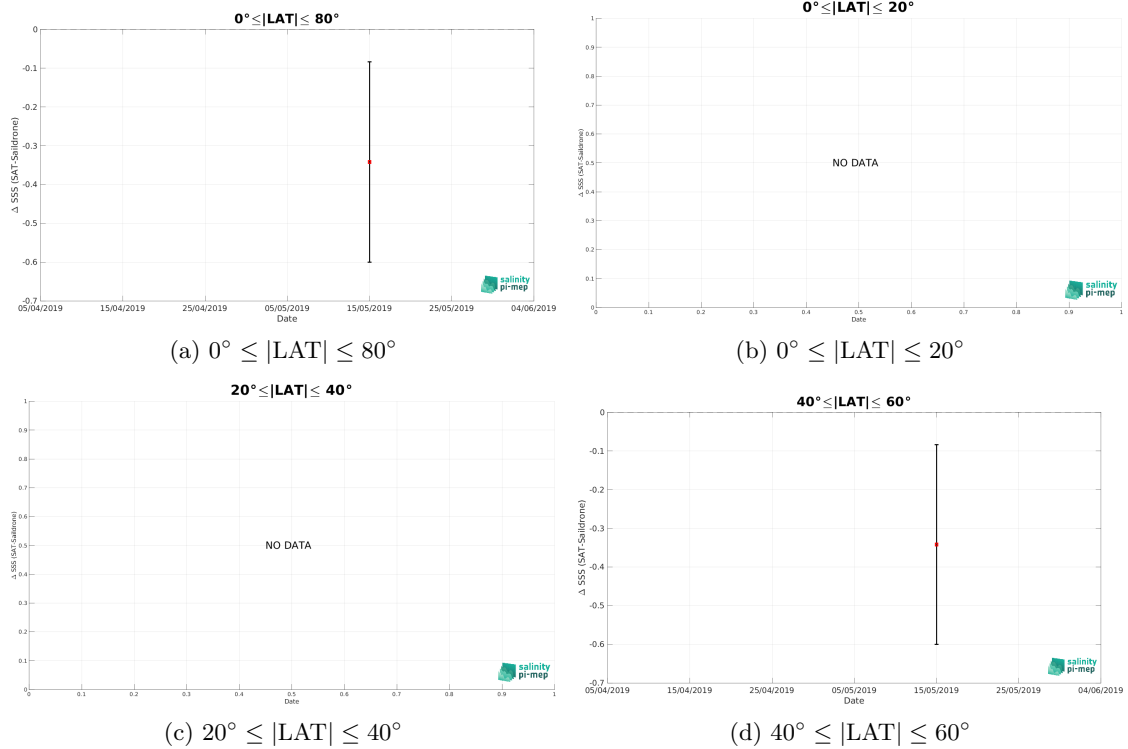 0°≤|LAT|≤ 80°
0
-0.1
-0.2
-0.3
-0.4
-0.5
-0.6
-0.7
Δ SSS (SAT-Saildrone)
05/04/2019 15/04/2019 25/04/2019 05/05/2019 15/05/2019 25/05/2019 04/06/2019
Date
salinity
pi-mep
(a) 0° ≤ |LAT| ≤ 80°
0°≤|LAT|≤ 20°
1
0.9
0.8
0.7
0.6
0.5
0.4
0.3
0.2
0.1
0
Δ SSS (SAT-Saildrone)
NO DATA
0 0.1 0.2 0.3 0.4 0.5 0.6 0.7 0.8 0.9 1
Date
salinity
pi-mep
(b) 0° ≤ |LAT| ≤ 20°
20°≤|LAT|≤ 40°
1
0.9
0.8
0.7
0.6
0.5
0.4
0.3
0.2
0.1
0
Δ SSS (SAT-Saildrone)
NO DATA
0 0.1 0.2 0.3 0.4 0.5 0.6 0.7 0.8 0.9 1
Date
salinity
pi-mep
(c) 20° ≤ |LAT| ≤ 40°
40°≤|LAT|≤ 60°
0
-0.1
-0.2
-0.3
-0.4
-0.5
-0.6
-0.7
Δ SSS (SAT-Saildrone)
05/04/2019 15/04/2019 25/04/2019 05/05/2019 15/05/2019 25/05/2019 04/06/2019
Date
salinity
pi-mep
(d) 40° ≤ |LAT| ≤ 60°